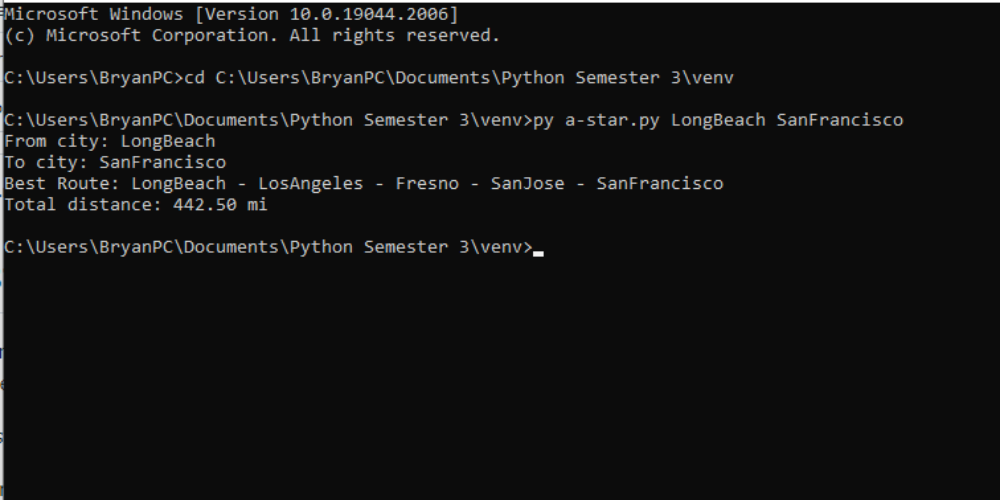 Microsoft Windows [Version 10.0.19044.2006]
(c) Microsoft Corporation. All rights reserved.
C:\Users\BryanPC>cd C:\Users\BryanPC\Documents\Python Semester 3\venv
C:\Users\BryanPC\Documents\Python Semester 3\venv>py a-star.py LongBeach SanFrancisco
From city: LongBeach
To city: SanFrancisco
Best Route: LongBeach - LosAngeles - Fresno - SanJose - SanFrancisco
Total distance: 442.50 mi
C:\Users\BryanPC\Documents\Python Semester 3\venv>